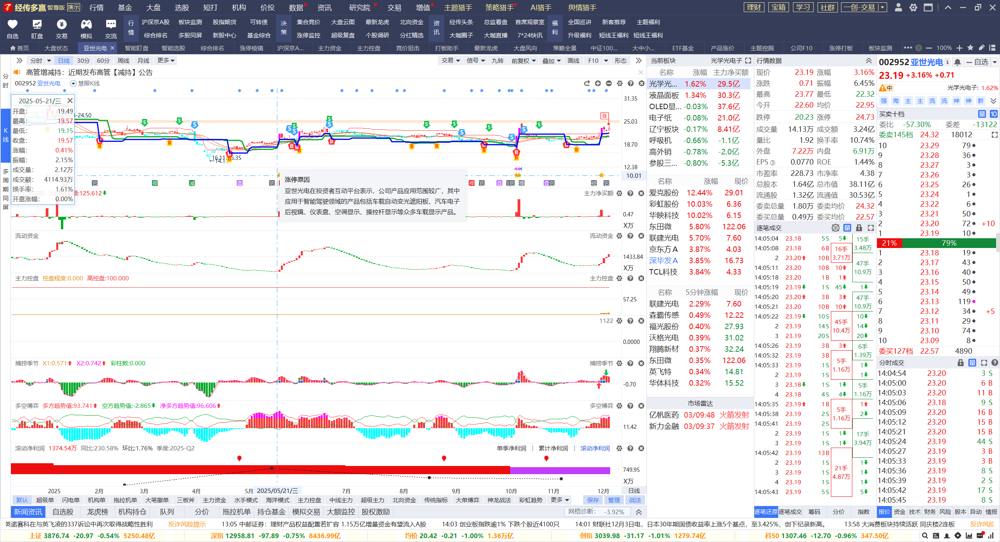 经传多赢 智尊版 演示 行情 基金 大盘 选股 短打 机构 价投 数据 资讯 研究院 交易 增值 主题猎手 策略猎手 AI猎手 舆情猎手 理财 宝箱 学习 社群 一创-交易
自选 盯盘 交易 模拟 交流
行情 沪深京A股 板块监测 股指期货 可转债 决策 集合竞价 大盘云图 最新龙虎 北向资金 资讯 经传头条 总监看盘 首席观察室 福利 全国巡讲 新客推荐 主题福利
综合排名 多股同屏 新股中心 基金综合 涨停监控 超级复盘 个股调研 分红精选 大咖圈子 大咖直播 7*24快讯 升级福利 短线王福利 短线王福利
首页 大盘状态 亚世光电 智能盯盘 智能选股 综合排名 涨停棱镜 沪深京A... 主力资金 主力控盘 竞价狙击 打板助手 最新龙虎 大盘风向 策略全景 中证100... 大中小... ETF基金 产品涨价 主题挖掘 公司F10 涨停打板 板块监测 100%
分时 日线 30分 60分 周线 月线 更多 交易 信号 九转 前复权 叠加 画线 F10 形态
分时
K线
多周期同屏
高管增减持：近期发布高管【减持】公告
002952 亚世光电 慧眼K线
2025-05-21/三
开盘： 19.49
最高： 19.57
最低： 19.15
收盘： 19.57
涨幅： 0.41%
振幅： 2.15%
成交量： 2.12万
成交额： 4114.93万
换手率： 1.61%
开盘涨幅： 0.00%
31.35
25.03
18.70
12.38
10.01
自
涨停原因
亚世光电在投资者互动平台表示，公司产品应用范围较广，其中
应用于智能驾驶领域的产品包括车载自动变光遮阳板、汽车电子
后视镜、仪表盘、空调显示、操控杆显示等众多车载显示产品。
主力净买额
0.47
X万
流动资金 流动资金
1433.84
X万
主力控盘 控盘程度:0.000 高控盘:100.000 主力控盘
57.25
1122
0.0000
捕捞季节 X1:0.571 X2:0.742 彩柱数:0.000 捕捞季节
-0.70
多空博弈 多方趋势值:93.741 空方趋势值:-2.865 净多方趋势值:96.606 多空博弈
11.42
滚动净利润 1374.54万 同比:230.58% 环比:1.76% 季度:2025-Q2 单季净利润 累计净利润 滚动净利润
749.95
X万
2025 2月 3月 4月 5月 2025/05/21/三 7月 8月 9月 10月 11月 12月 日线
默认 超级单 闪电单 机构单 拖拉机单 大笔撤单 三板斧 主力资金 水手模式 海洋模式 主力控盘 中线主力 超级主力 北向资金 传统指标 大单博弈 神龙战法 彩虹趋势 更多 保存 管理 战法
新闻资讯 自选股 龙虎榜 机构持仓 队列 分价 拖拉机单 持仓基金 模拟交易 大额监控 股权激励 网格诊断： -3.92%
当前板块 光学光电子
名称 涨幅 主力净买额
光学光... 1.62% 29.5亿
液晶面板 1.34% 30.3亿
OLED显... -0.03% 37.6亿
电子纸 -0.08% 21.0亿
辽宁板块 -0.17% 8.41亿
呼吸机 -0.66% -1.1亿
高外销 -0.78% -2.0亿
参股三... -0.80% -5.3亿
名称 涨幅 现价
爱克股份 12.44% 29.01
彩虹股份 10.03% 6.36
华映科技 10.02% 6.15
东田微 5.80% 122.06
联建光电 5.70% 7.60
京东方A 3.87% 4.03
深华发A 3.85% 16.73
TCL科技 3.84% 4.33
名称 5分钟涨幅 现价
联建光电 2.29% 7.60
森霸传感 0.49% 12.22
福光股份 0.40% 27.93
沃格光电 0.39% 31.02
翔腾新材 0.37% 32.24
东田微 0.35% 122.06
英飞特 0.34% 14.81
华体科技 0.32% 15.52
市场雷达
亿帆医药 03/09:48 火箭发射
新力金融 03/09:37 火箭发射
行情数据
现价 23.19 涨幅 3.16%
涨跌 0.71 振幅 6.45%
最高 23.77 最低 22.32
今开 22.60 均价 22.95
跌停 20.23 涨停 24.73
成交量 14.13万 成交额 3.24亿
量比 1.92 换手率 10.74%
外盘 7.22万 内盘 6.91万
EPS③ 0.0770 ROE 1.44%
市盈率 228.73 市净率 4.38
总股本 1.64亿 总市值 38.11亿
流通股 1.32亿 流通值 30.53亿
委卖总量 1.80万 委卖均价 24.32
委买总量 0.49万 委买均价 22.57
逐笔成交
14:05:04 23.18 5S 5
14:05:08 23.18 6B
2 23.20 10B
14:05:11 23.20 10B 10
14:05:18 23.20 1B 1
14:05:19 23.19 1S 45 1
14:05:20 23.20 3B 3
14:05:21 23.20 10B 10
14:05:22 23.19 10S 10
2 23.19 14S 14
3 23.19 20S 20
14:05:26 23.19 3B 3
14:05:32 23.19 3B
14:05:33 23.19 1S 1
2 23.19 1S 1
3 23.18 1S 1
4 23.18 4S 4
14:05:35 23.19 1B 1
14:05:38 23.19 2S 2
14:05:41 23.19 2S
2 23.19 1S 1
3 23.19 1S 1
14:05:42 23.19 13B
2 23.19 1S 1
3 23.19 1S 1
4 23.19 1S 1
14:05:43 23.19 5S 5
16手 3.71万
45手 10.4万
5手 1.16万
5手 1.16万
21手 4.87万
15手 3.48万
47手 10.9万
47手 10.9万
6手 1.39万
5手 1.16万
17手 3.94万
逐笔还原 逐笔成交 筹码 分价 指数
002952 亚世光电 自选
23.19 +3.16% +0.71
中 光学光电子: 1.62%
强 海 主 主 流 流 神 神 新
买卖十档 量 10
委比 -57.30% 委差 -13122
委卖145档 24.32 18012
10 23.29 79
9 23.28 36
8 23.27 3
7 23.26 3
6 23.25 26
5 23.24 1
4 23.22 6
3 23.21 50
2 23.20 72 +10
1 23.19 10
21% 79%
1 23.18 19
2 23.17 43
3 23.16 40
4 23.15 50
5 23.14 49
6 23.13 119
7 23.12 34 +5
8 23.11 29
9 23.10 74
10 23.09 8
委买127档 22.57 4890
分时成交
14:04:54 23.20 3 S
14:05:00 23.20 6 B
14:05:03 23.20 11 B
14:05:06 23.18 9 S
14:05:09 23.20 16 B
14:05:12 23.20 15 B
14:05:21 23.20 15 B
14:05:24 23.19 44 S
14:05:27 23.19 3 B
14:05:33 23.19 3 B
14:05:36 23.19 8 S
14:05:39 23.19 2 S
14:05:42 23.19 17 S
14:05:45 23.19 8 S
报价 资金 技术 财务 风险 股本 异动 情报
英诺赛科在与英飞凌的337诉讼中再次取得战略性胜利 反诈风险提示 13:05 中邮证券：理财产品权益配置若扩容 1.15万亿增量资金有望流入A股 14:03 创业板指跌逾1% 下跌个股近4100只 14:01 财联社12月3日电，日本30年期国债收益率上涨5个基点，至3.425%，创下纪录新高。 13:58 大消费板块持续活跃 同庆楼2连板 反诈风险
上证 3876.74 -20.97 -0.54% 5250.48亿 深指 12958.81 -97.89 -0.75% 8436.99亿 均价 20.42 -0.21 -1.00% 1.36万亿 创指 3039.98 -31.17 -1.01% 1279.74亿 科50 1307.46 -12.70 -0.96% 347.50亿